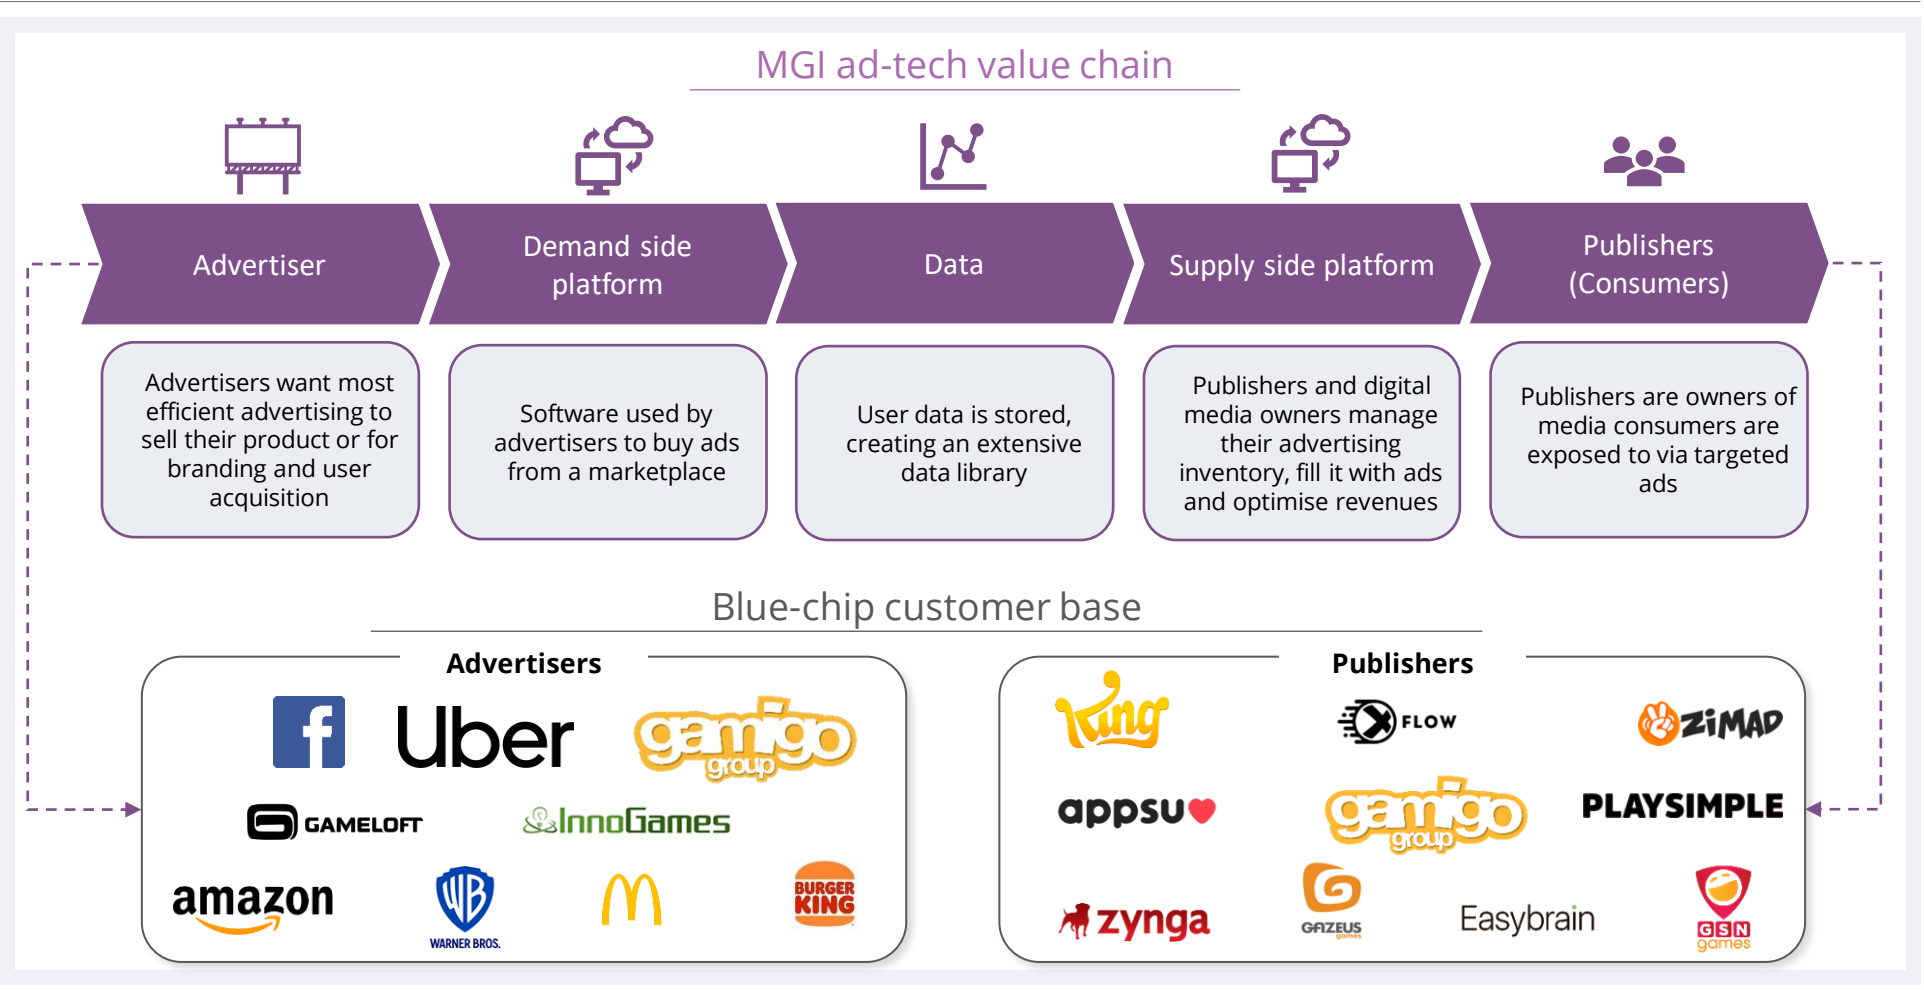 MGI ad-tech value chain
Advertiser
Demand side
platform
Data
Supply side platform
Publishers
(Consumers)
Advertisers want most
efficient advertising to
sell their product or for
branding and user
acquisition
Software used by
advertisers to buy ads
from a marketplace
User data is stored,
creating an extensive
data library
Publishers and digital
media owners manage
their advertising
inventory, fill it with ads
and optimise revenues
Publishers are owners of
media consumers are
exposed to via targeted
ads
Blue-chip customer base
Advertisers
f
Uber
gamigo
group
GAMELOFT
InnoGames
amazon
WB
WARNER BROS.
BURGER
KING
Publishers
King
FLOW
ZiMAD
appsu
gamigo
group
PLAYSIMPLE
zynga
GAZEUS
games
Easybrain
GSN
games